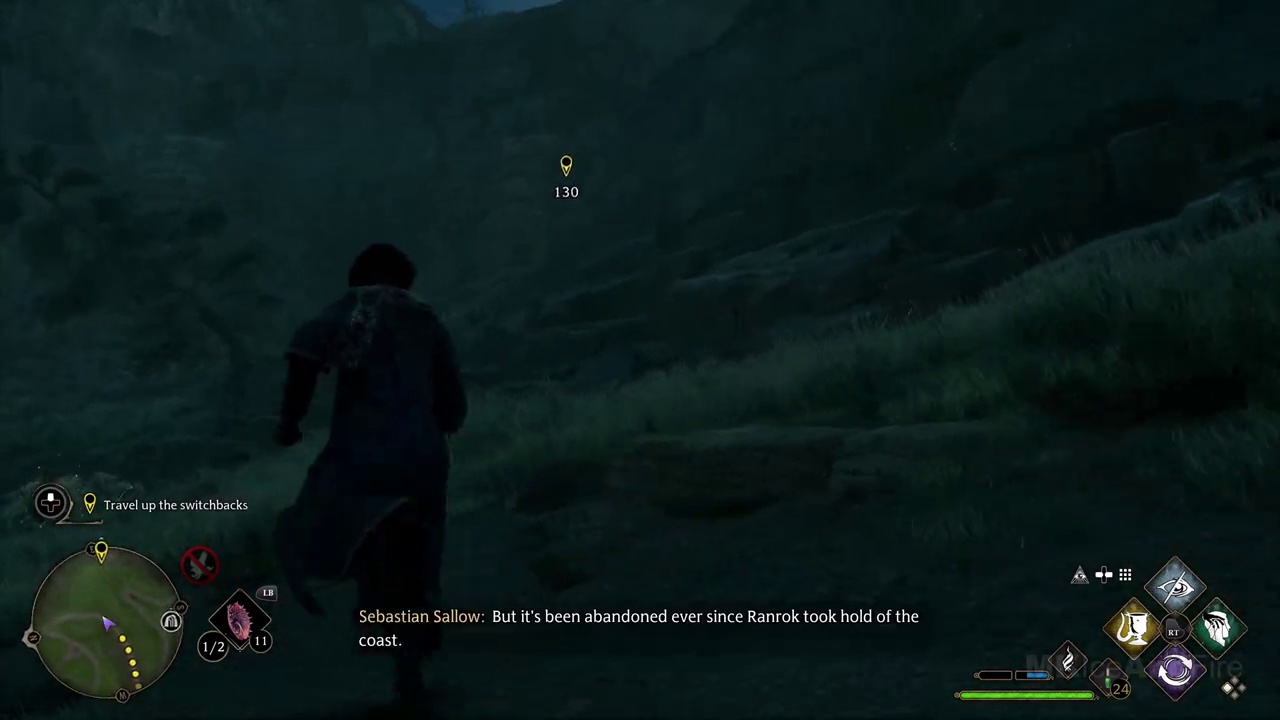 130
Travel up the switchbacks
LB
1/2
11
Sebastian Sallow: But it's been abandoned ever since Ranrok took hold of the
coast.
RT
24